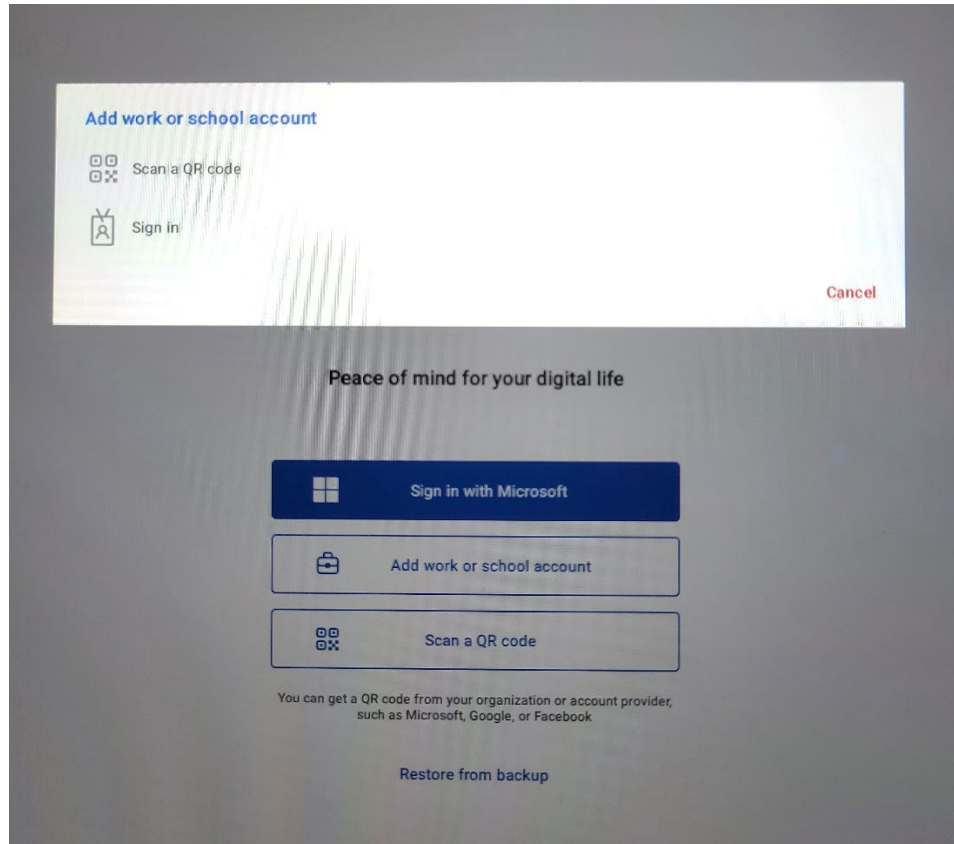 Add work or school account
Scan a QR code
Sign in
Cancel
Peace of mind for your digital life
Sign in with Microsoft
Add work or school account
Scan a QR code
You can get a QR code from your organization or account provider,
such as Microsoft, Google, or Facebook
Restore from backup